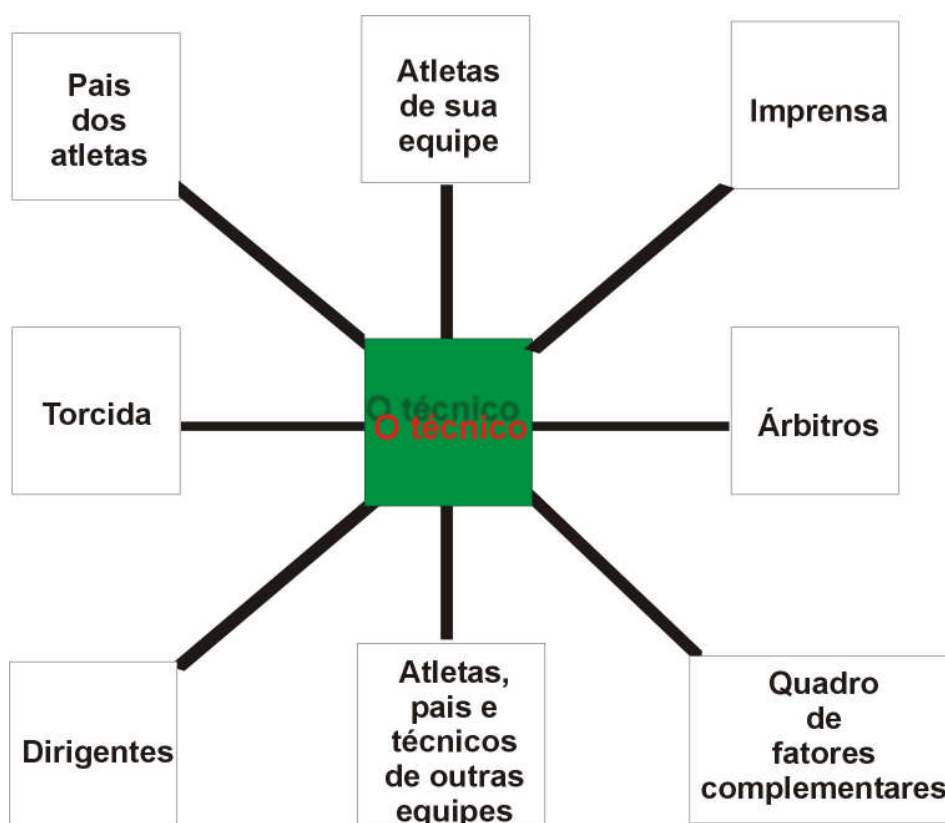 Pais
dos
atletas
Atletas
de sua
equipe
Imprensa
Torcida
O técnico
O técnico
Árbitros
Dirigentes
Atletas,
pais e
técnicos
de outras
equipes
Quadro
de
fatores
complementares